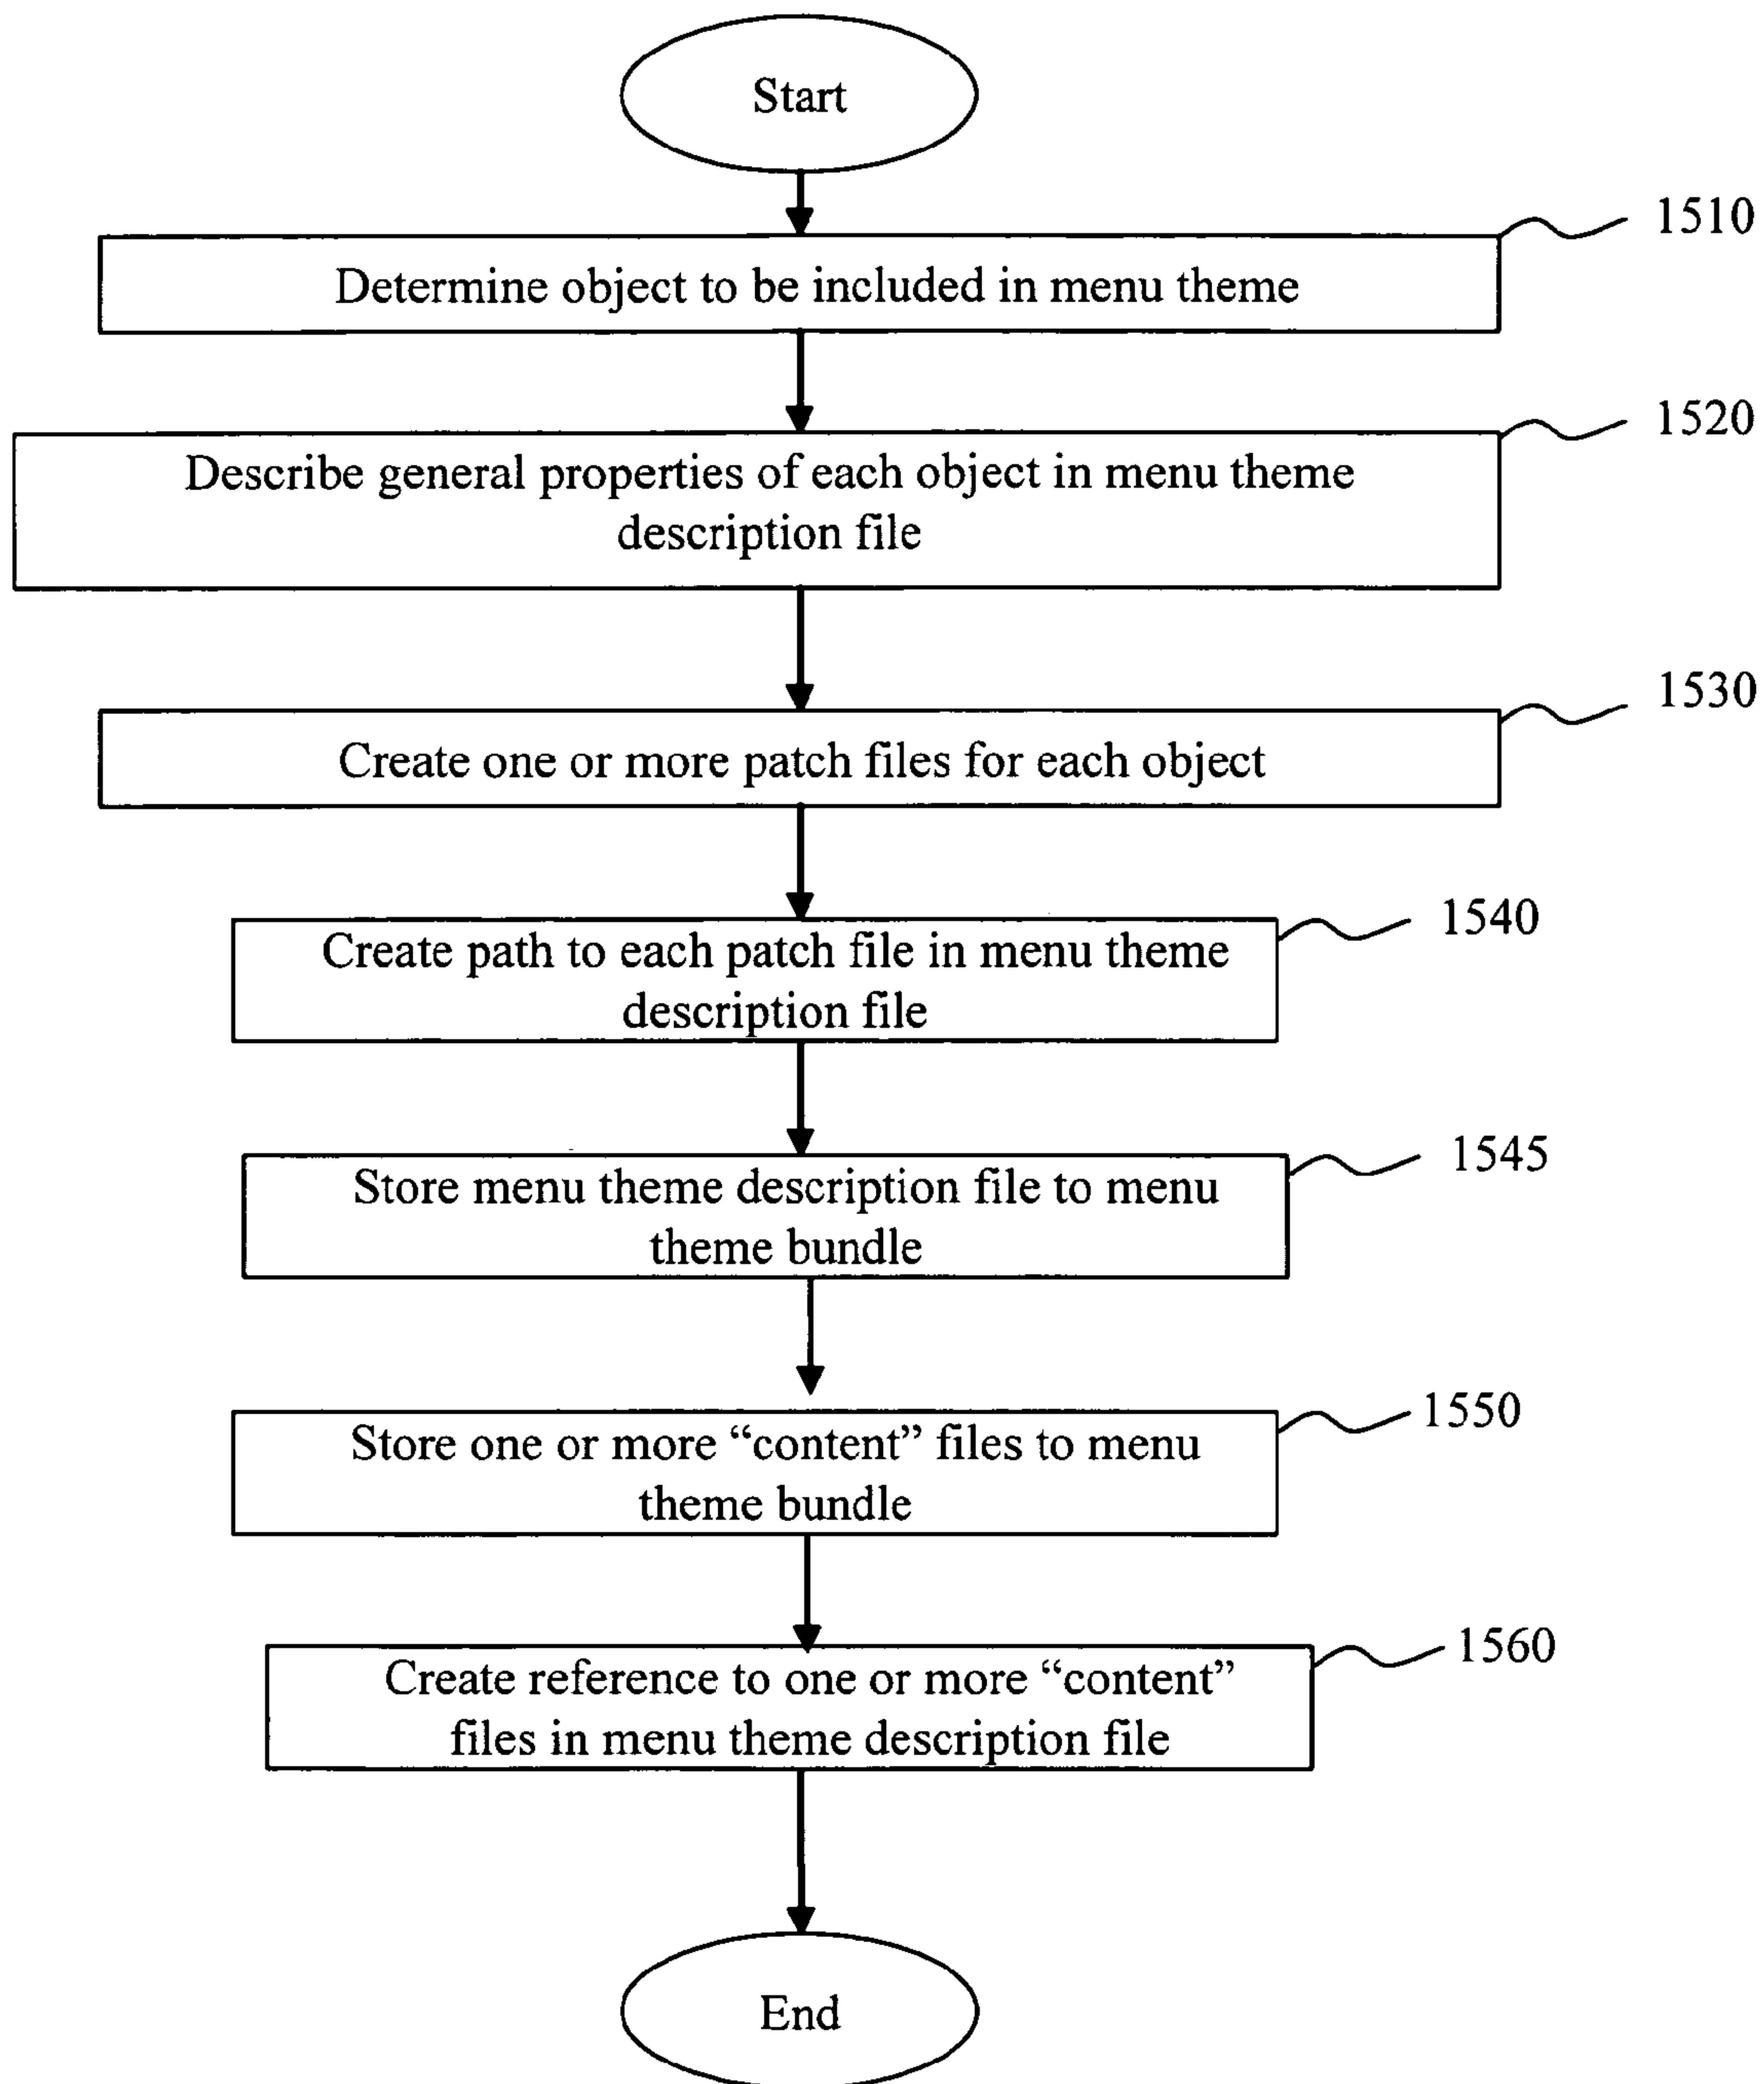 Start
1510
Determine object to be included in menu theme
1520
Describe general properties of each object in menu theme
description file
1530
Create one or more patch files for each object
1540
Create path to each patch file in menu theme
description file
1545
Store menu theme description file to menu
theme bundle
1550
Store one or more “content” files to menu
theme bundle
1560
Create reference to one or more “content”
files in menu theme description file
End